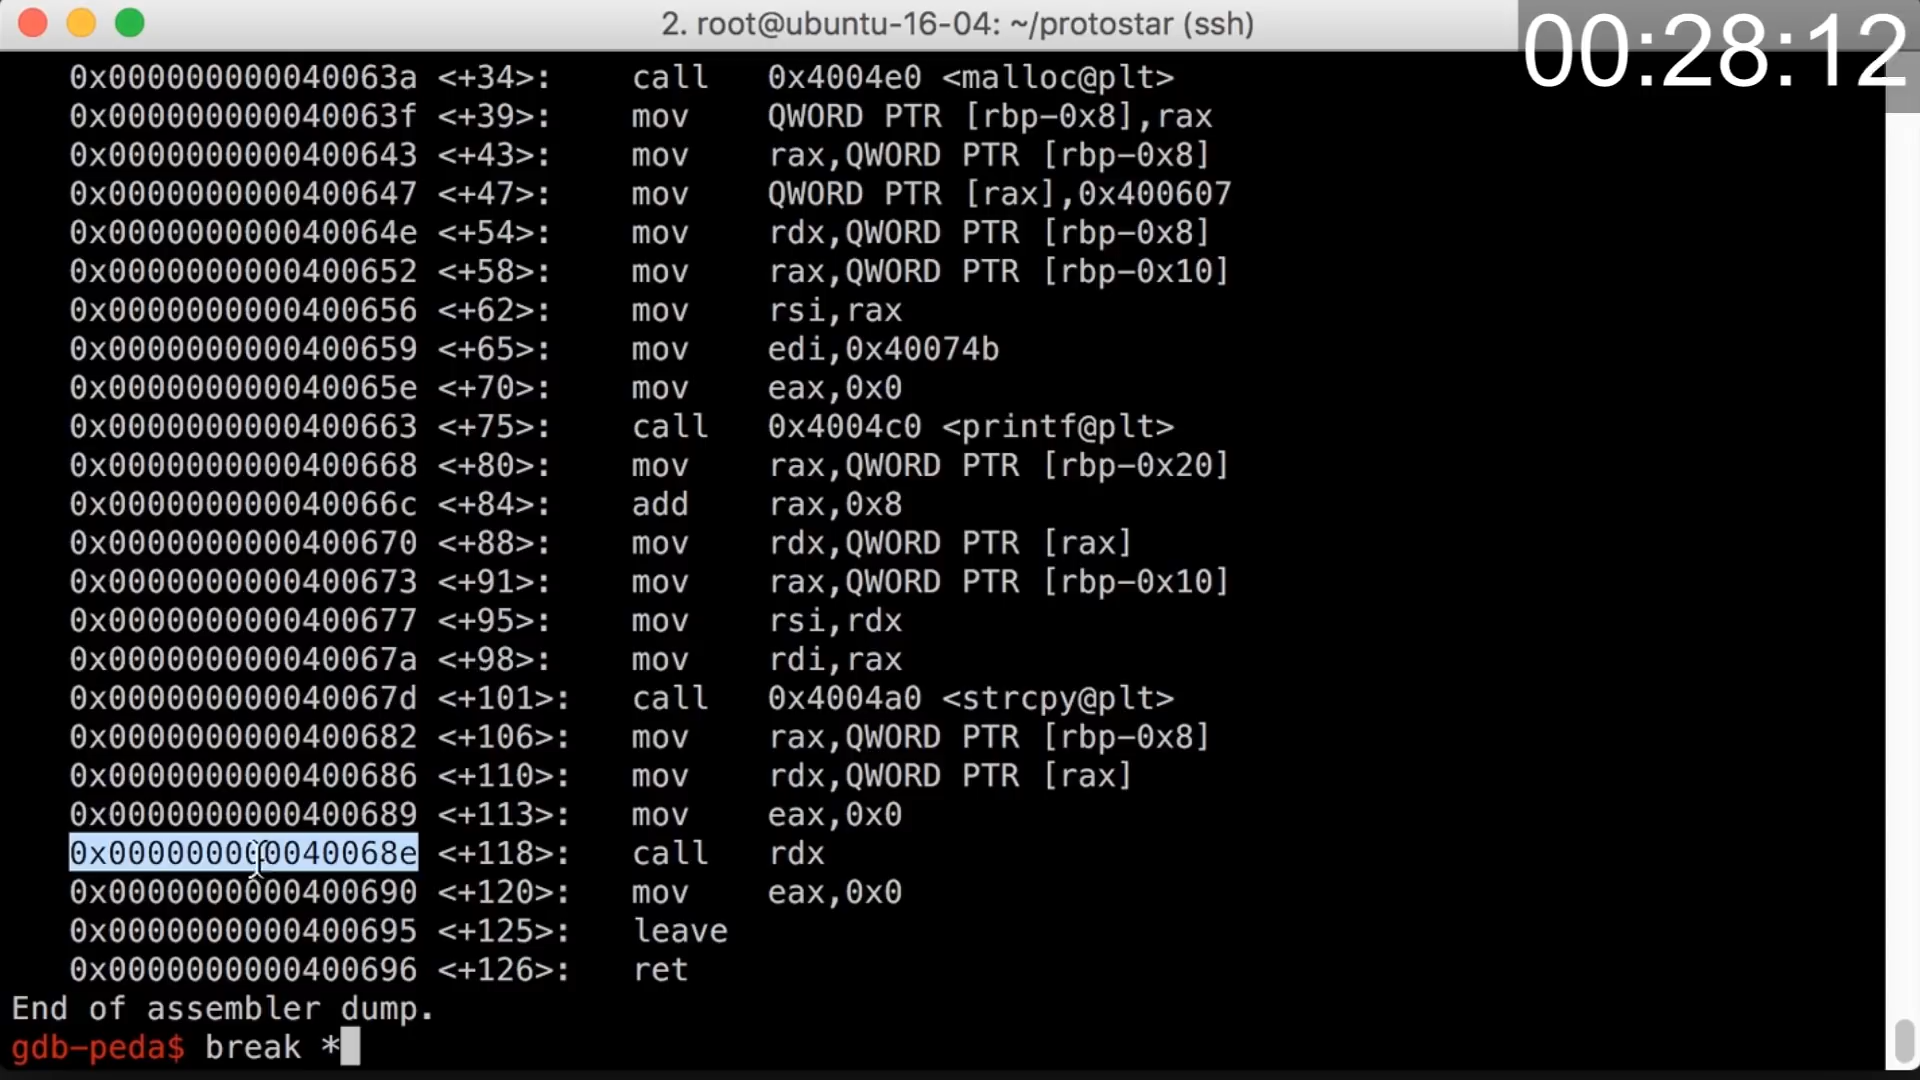 2. root@ubuntu-16-04: ~/protostar (ssh)
00:28:12
0x000000000040063a <+34>: call 0x4004e0 <malloc@plt>
0x000000000040063f <+39>: mov QWORD PTR [rbp-0x8],rax
0x0000000000400643 <+43>: mov rax,QWORD PTR [rbp-0x8]
0x0000000000400647 <+47>: mov QWORD PTR [rax],0x400607
0x000000000040064e <+54>: mov rdx,QWORD PTR [rbp-0x8]
0x0000000000400652 <+58>: mov rax,QWORD PTR [rbp-0x10]
0x0000000000400656 <+62>: mov rsi,rax
0x0000000000400659 <+65>: mov edi,0x40074b
0x000000000040065e <+70>: mov eax,0x0
0x0000000000400663 <+75>: call 0x4004c0 <printf@plt>
0x0000000000400668 <+80>: mov rax,QWORD PTR [rbp-0x20]
0x000000000040066c <+84>: add rax,0x8
0x0000000000400670 <+88>: mov rdx,QWORD PTR [rax]
0x0000000000400673 <+91>: mov rax,QWORD PTR [rbp-0x10]
0x0000000000400677 <+95>: mov rsi,rdx
0x000000000040067a <+98>: mov rdi,rax
0x000000000040067d <+101>: call 0x4004a0 <strcpy@plt>
0x0000000000400682 <+106>: mov rax,QWORD PTR [rbp-0x8]
0x0000000000400686 <+110>: mov rdx,QWORD PTR [rax]
0x0000000000400689 <+113>: mov eax,0x0
0x000000000040068e <+118>: call rdx
0x0000000000400690 <+120>: mov eax,0x0
0x0000000000400695 <+125>: leave
0x0000000000400696 <+126>: ret
End of assembler dump.
gdb-peda$ break *